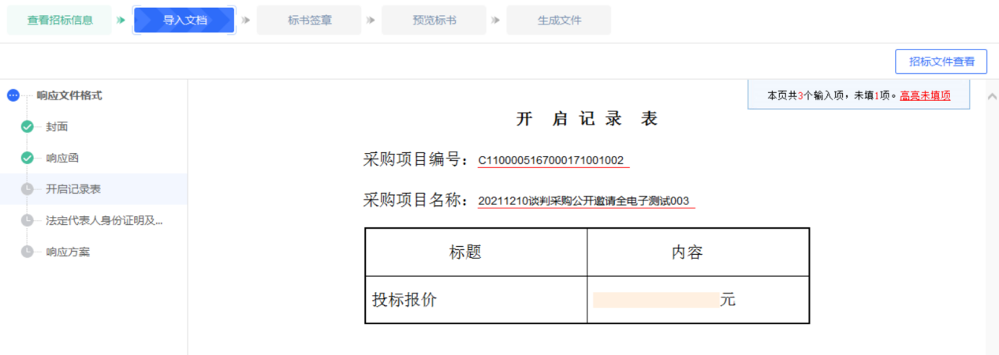 查看招标信息 导入文档 标书签章 预览标书 生成文件
招标文件查看
响应文件格式
封面
响应函
开启记录表
法定代表人身份证明及...
响应方案
本页共3个输入项，未填1项。高亮未填项
开 启 记 录 表
采购项目编号：C1100005167000171001002
采购项目名称：20211210谈判采购公开邀请全电子测试003
标题 内容
投标报价 元